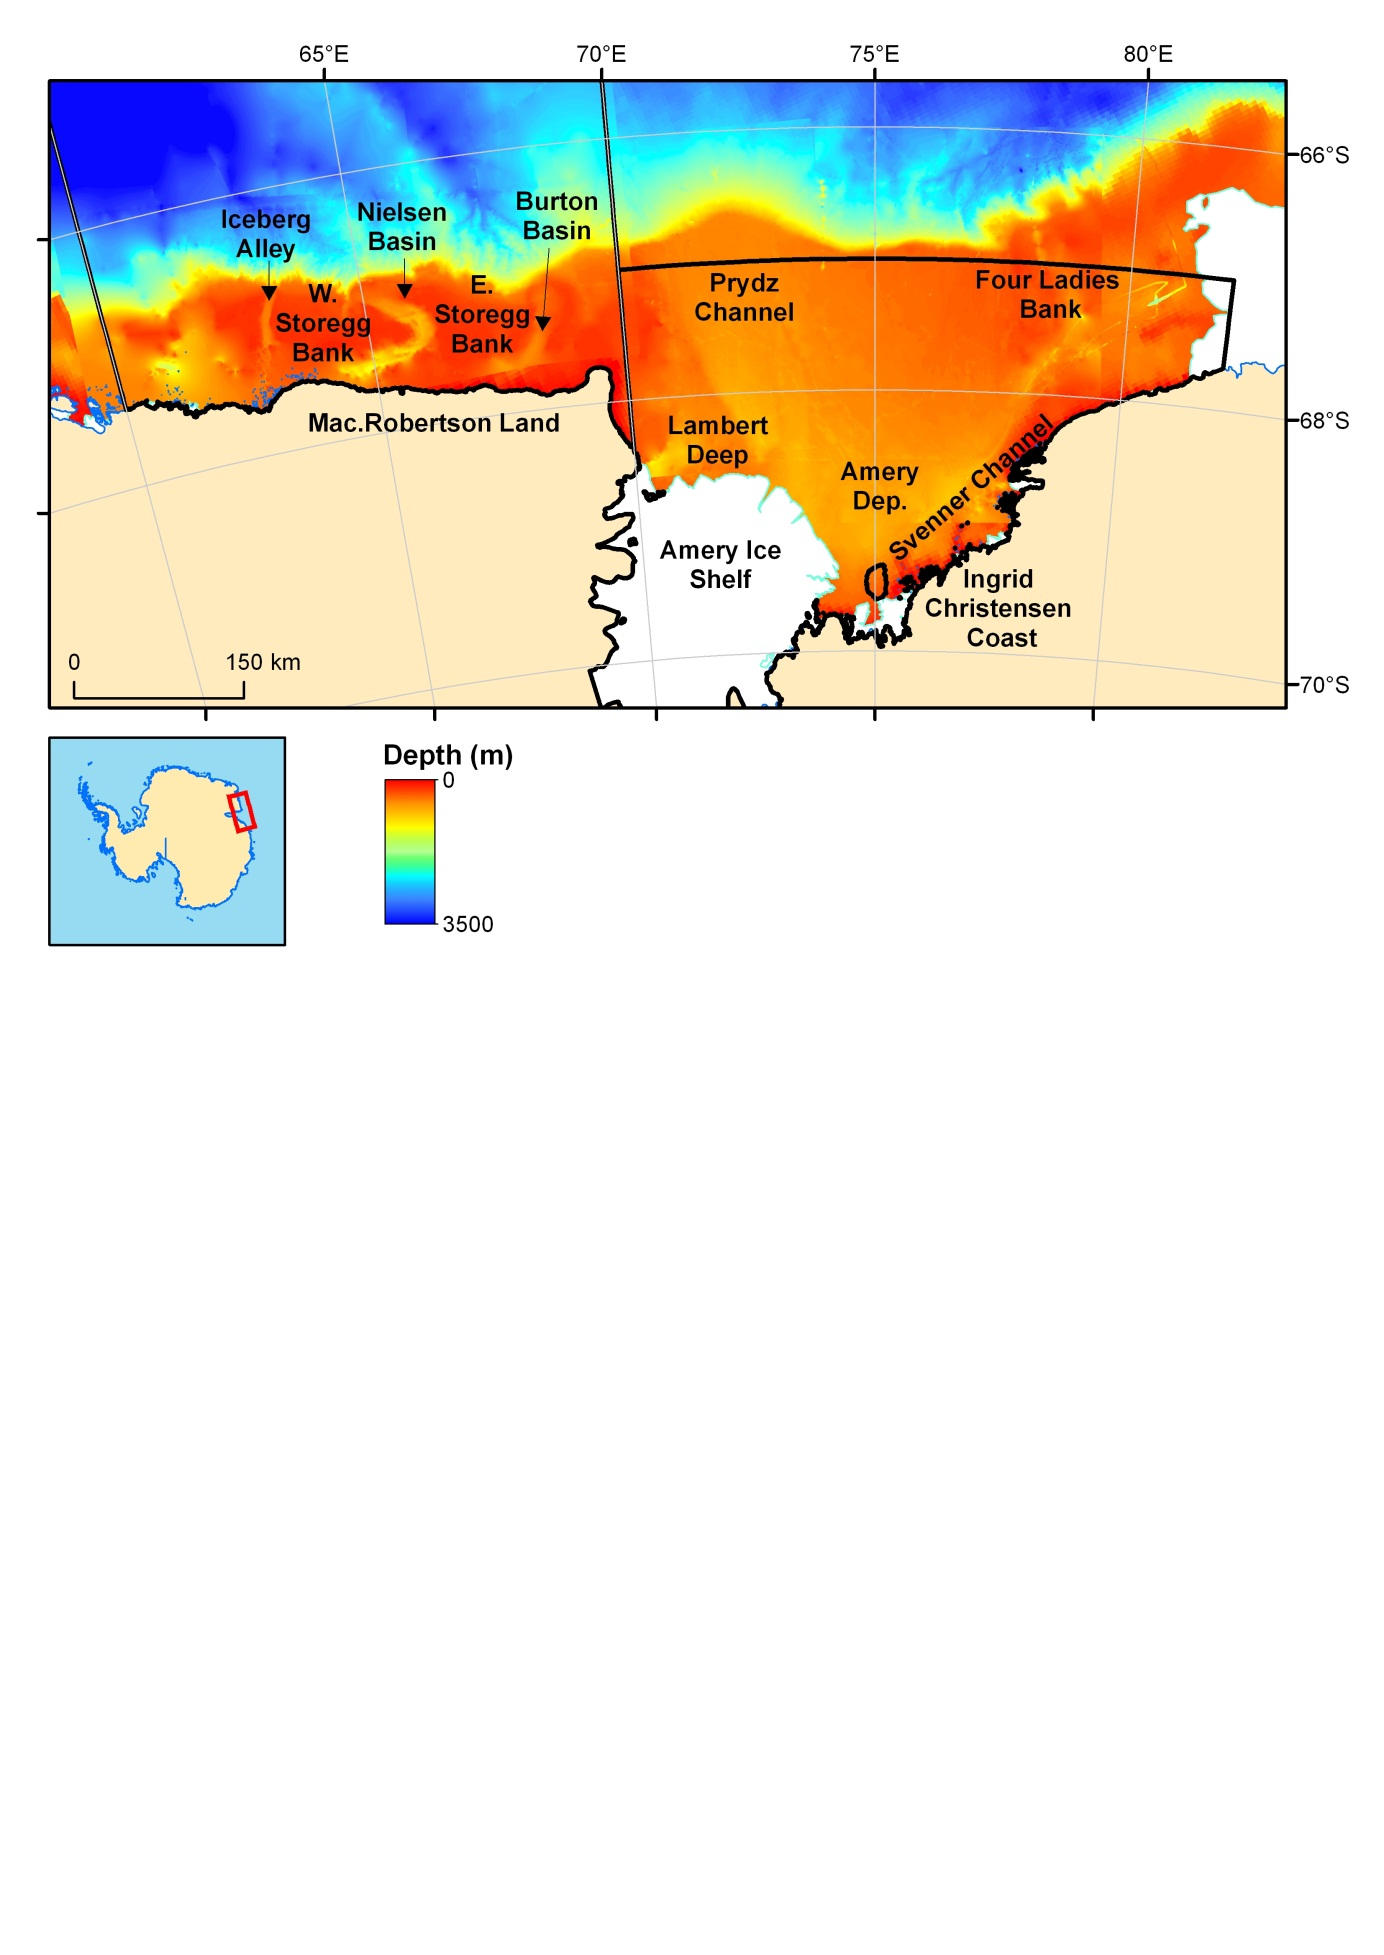 65°E
70°E
75°E
80°E
66°S
68°S
70°S
Iceberg
Alley
Nielsen
Basin
Burton
Basin
W.
Storegg
Bank
E.
Storegg
Bank
Prydz
Channel
Four Ladies
Bank
Mac.Robertson Land
Lambert
Deep
Amery
Dep.
Svenner Channel
Amery Ice
Shelf
Ingrid
Christensen
Coast
0
150 km
Depth (m)
0
3500